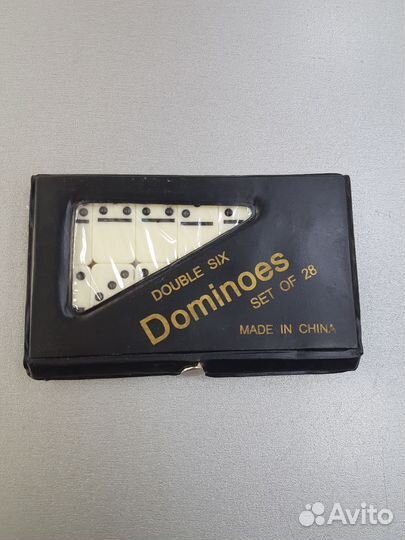 DOUBLE SIX
Dominoes
SET OF 28
MADE IN CHINA
Avito